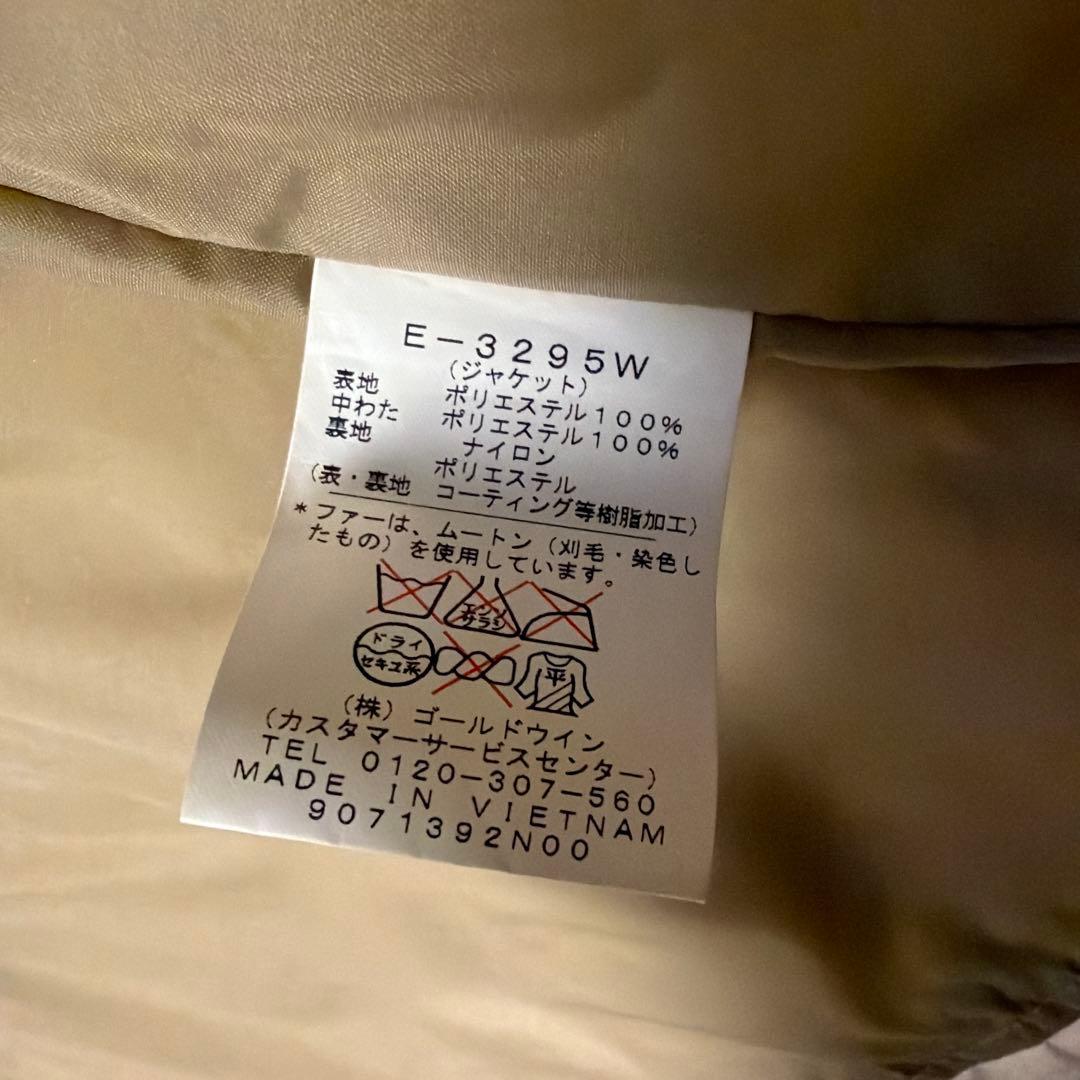 E-3295W
(ジャケット)
表地 ポリエステル100%
中わた ポリエステル100%
裏地 ナイロン
ポリエステル
(表・裏地 コーティング等樹脂加工)
*ファーは、ムートン(刈毛・染色し
たもの)を使用しています。
エンソ
サラシ
ドライ
セキユ系
平
(株)ゴールドウイン
(カスタマーサービスセンター)
TEL 0120-307-560
MADE IN VIETNAM
9071392N00